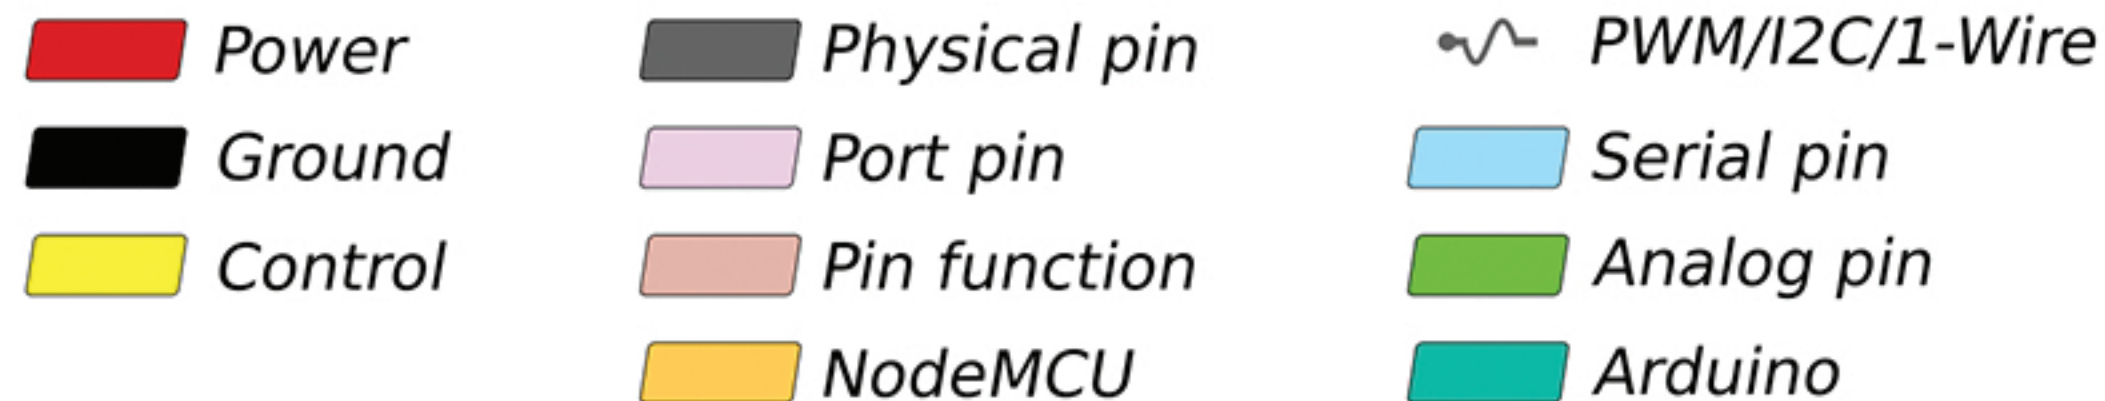 Power
Ground
Control
Physical pin
Port pin
Pin function
NodeMCU
PWM/I2C/1-Wire
Serial pin
Analog pin
Arduino